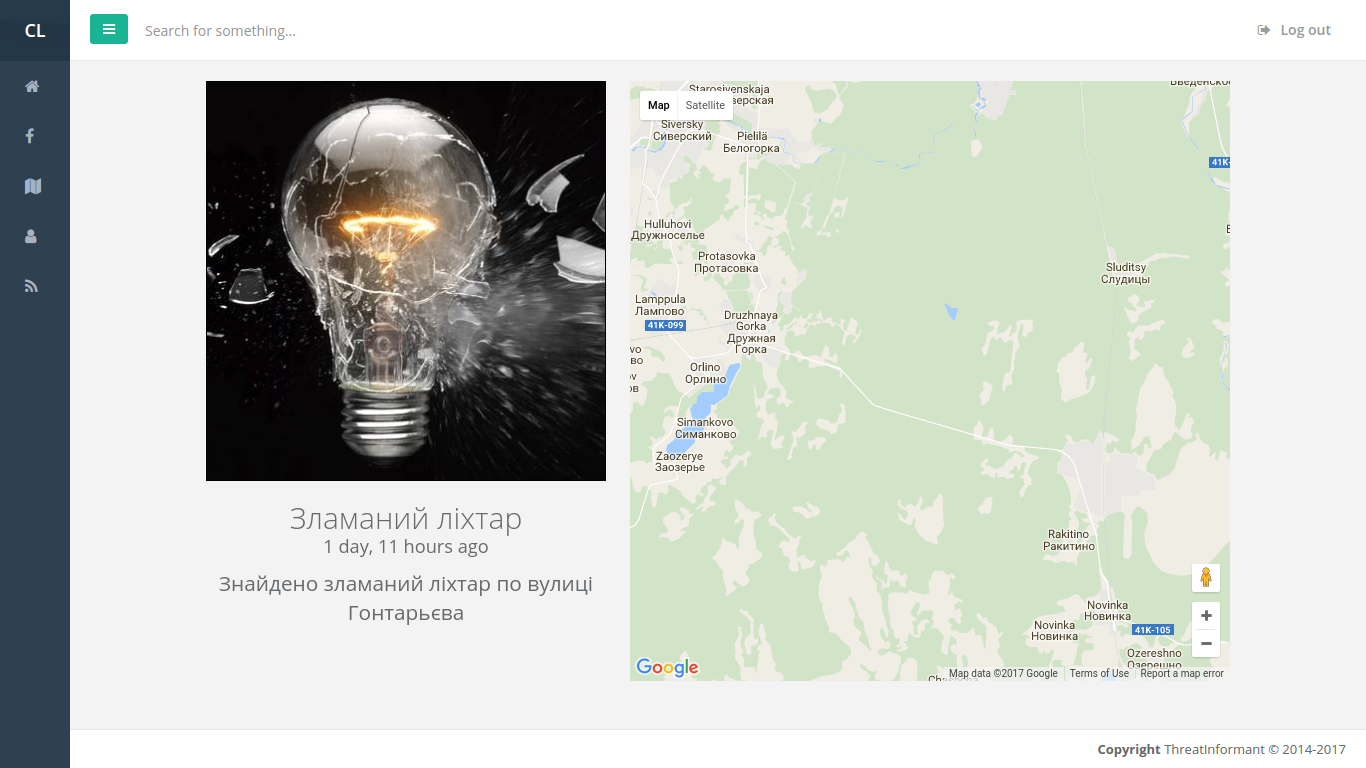 CL
Search for something...
Log out
Зламаний ліхтар
1 day, 11 hours ago
Знайдено зламаний ліхтар по вулиці
Гонтарьєва
Map
Satellite
Starosivenskaja
Siversky
Сиверский
Pielilä
Белогорка
41K-
Hulluhovi
Дружноселье
Protasovka
Протасовка
Sluditsy
Слудицы
Lamppula
Лампово
41K-099
Druzhnaya
Gorka
Дружная
Горка
Orlino
Орлино
Simankovo
Симанково
Zaozerye
Заозерье
Rakitino
Ракитино
Novinka
Новинка
Novinka
Новинка
41K-105
Ozereshno
Озерешно
Google
Map data ©2017 Google
Terms of Use
Report a map error
Copyright ThreatInformant © 2014-2017